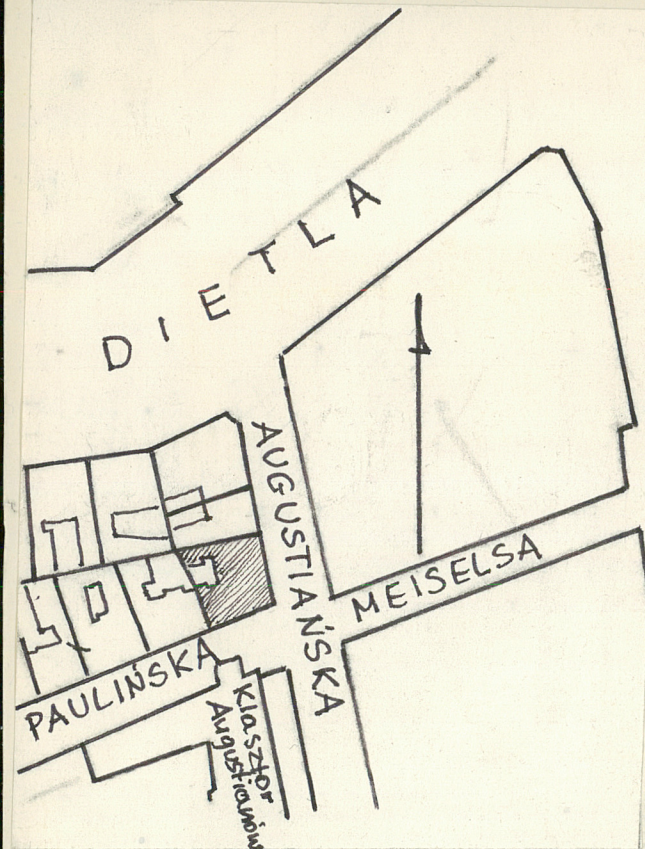 DIETLA
AUGUSTIAŃSKA
MEISELSA
PAULIŃSKA
Klasztor
Augustianów